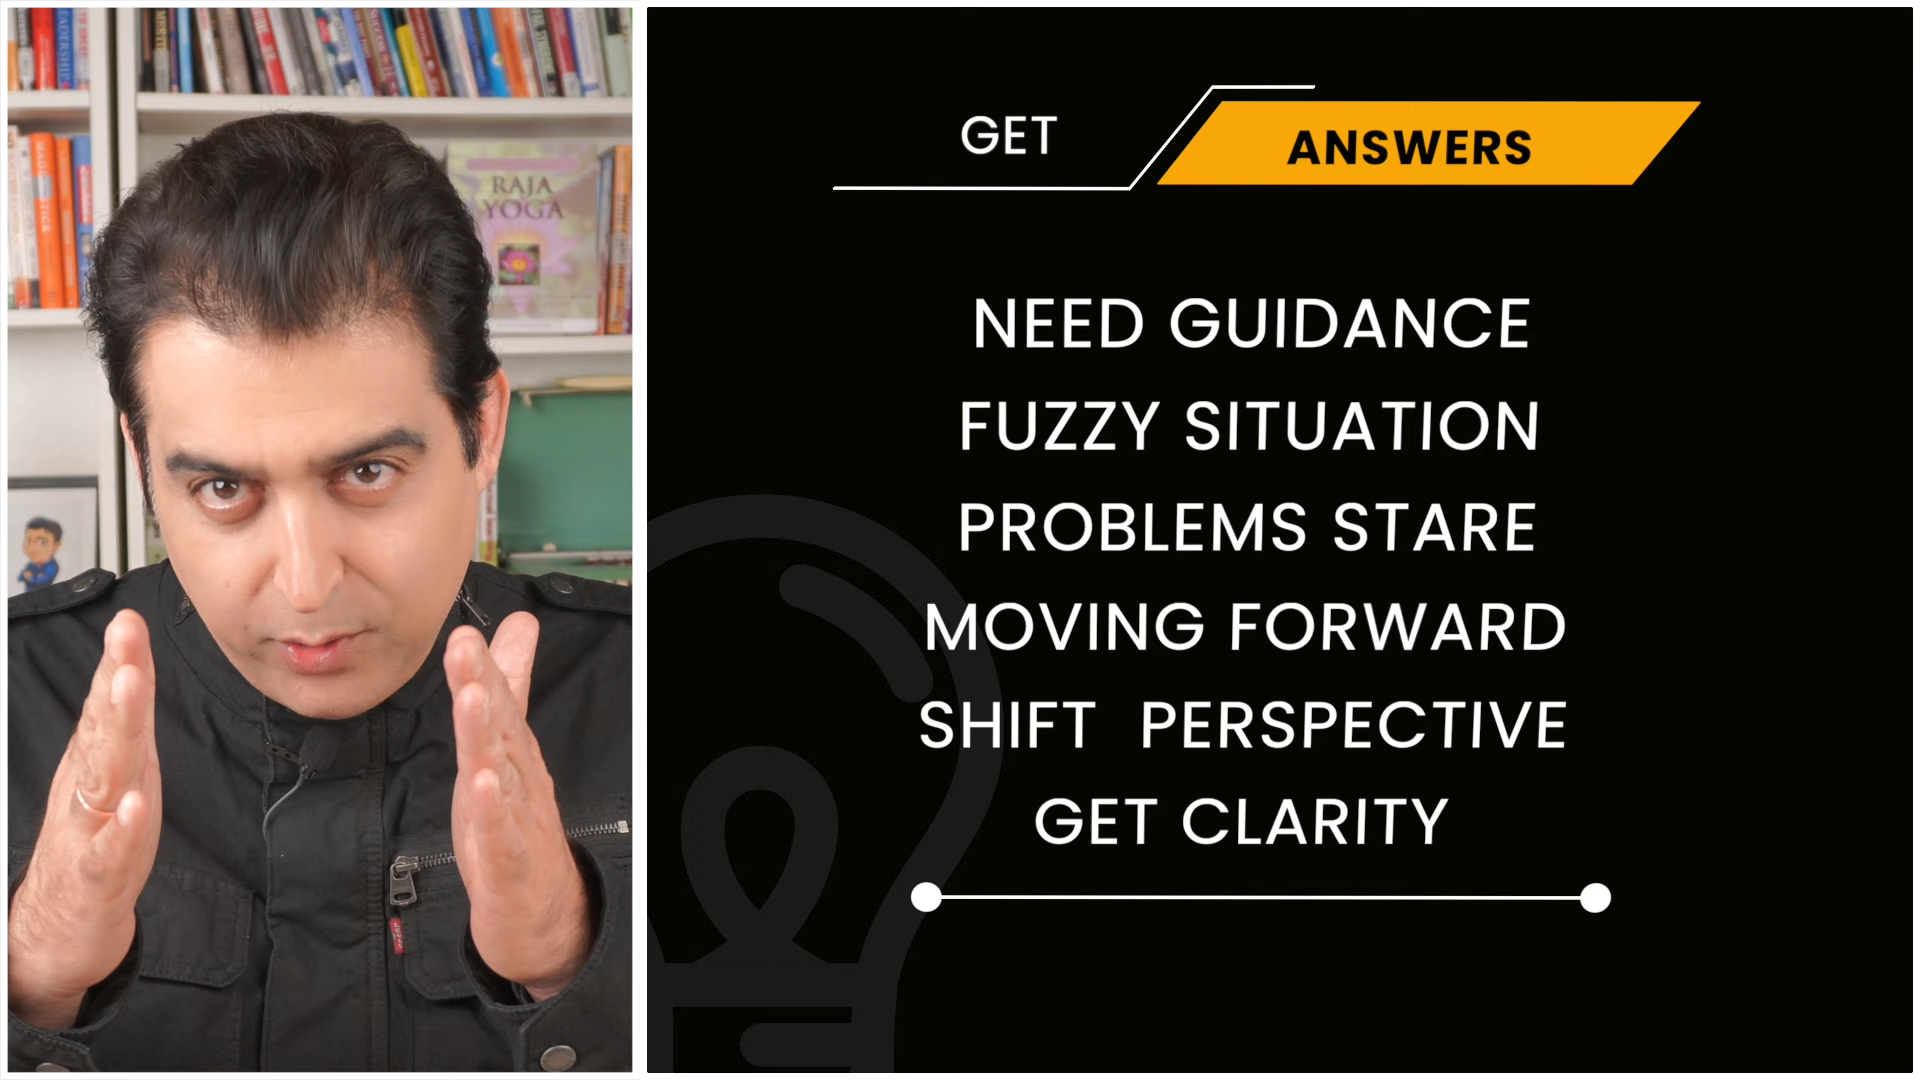 GET
ANSWERS
NEED GUIDANCE
FUZZY SITUATION
PROBLEMS STARE
MOVING FORWARD
SHIFT PERSPECTIVE
GET CLARITY
RAJA
YOGA